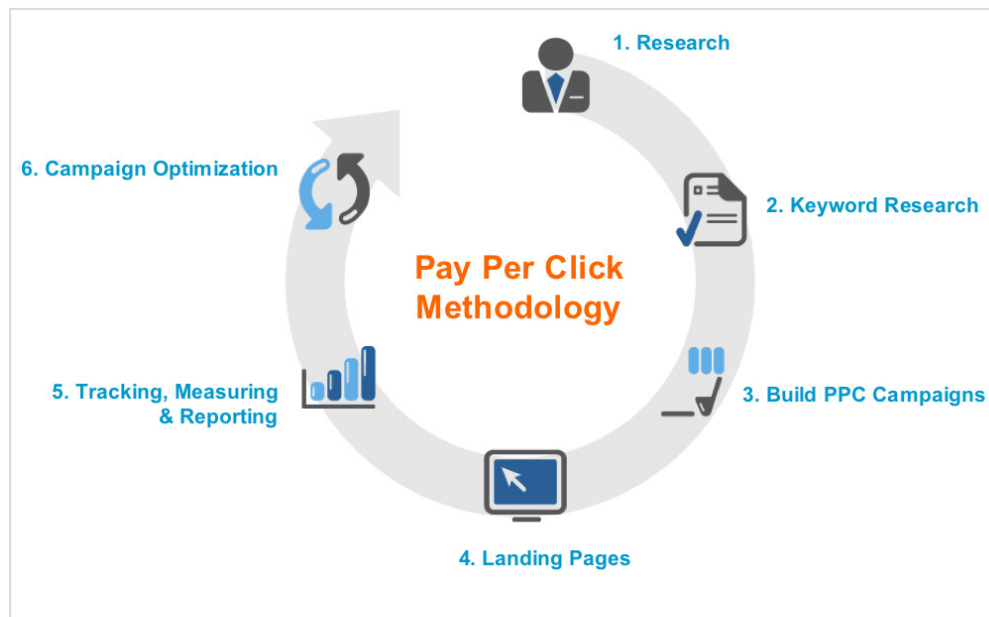 1. Research
2. Keyword Research
3. Build PPC Campaigns
4. Landing Pages
5. Tracking, Measuring
& Reporting
6. Campaign Optimization
Pay Per Click
Methodology